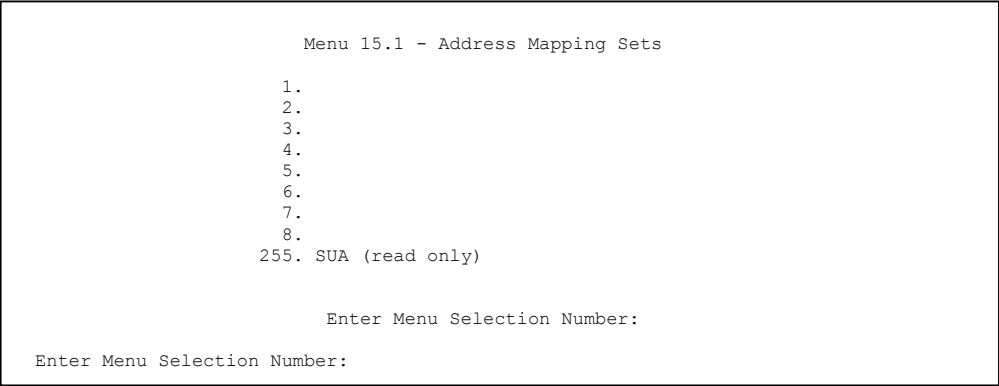 Menu 15.1 - Address Mapping Sets
1.
2.
3.
4.
5.
6.
7.
8.
255. SUA (read only)
Enter Menu Selection Number:
Enter Menu Selection Number: